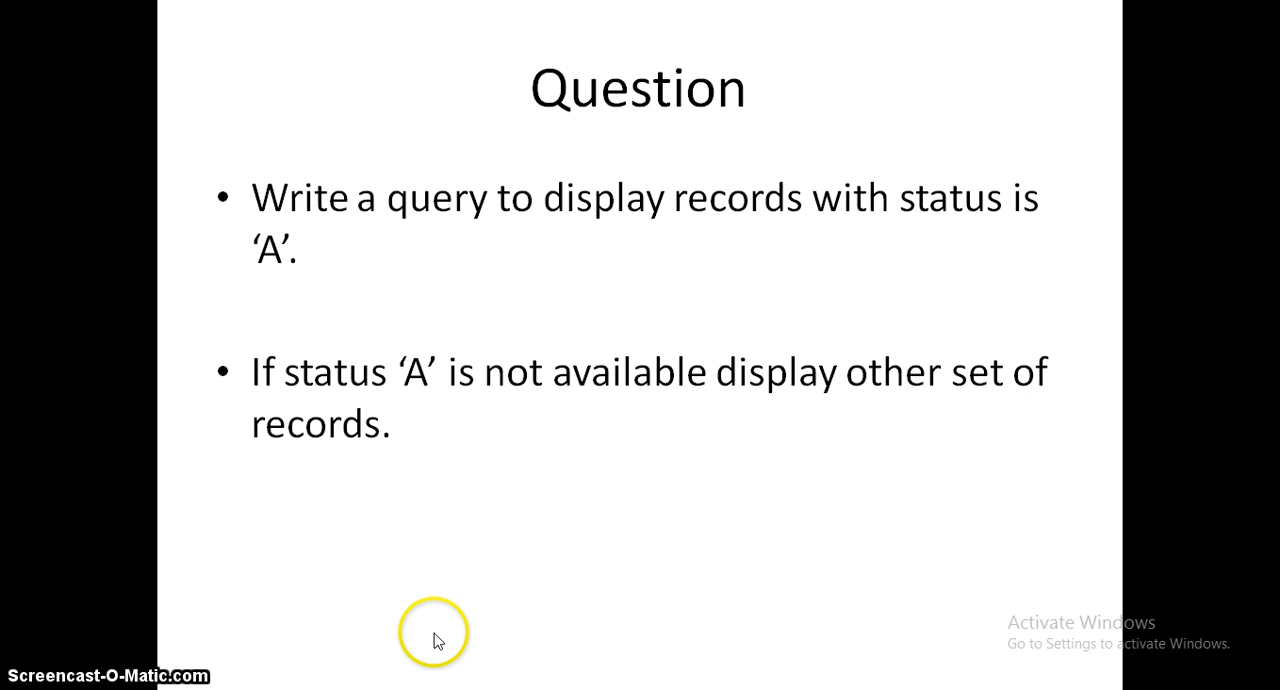 Question
• Write a query to display records with status is
‘A’.
• If status ‘A’ is not available display other set of
records.
Activate Windows
Go to Settings to activate Windows.
Screencast-O-Matic.com